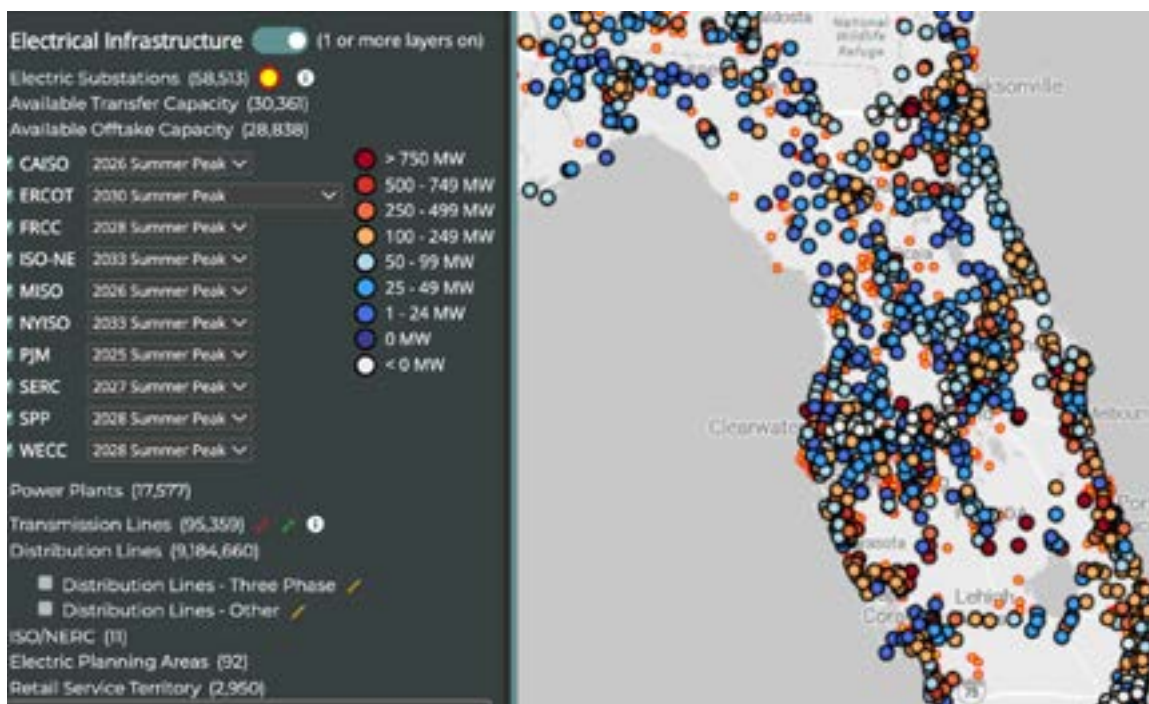 Electrical Infrastructure (1 or more layers on)
Electric Substations (58,513)
Available Transfer Capacity (30,361)
Available Offtake Capacity (28,838)
CAISO 2026 Summer Peak
ERCOT 2030 Summer Peak
FRCC 2028 Summer Peak
ISO-NE 2033 Summer Peak
MISO 2026 Summer Peak
NYISO 2033 Summer Peak
PJM 2025 Summer Peak
SERC 2027 Summer Peak
SPP 2028 Summer Peak
WECC 2028 Summer Peak
> 750 MW
500 - 749 MW
250 - 499 MW
100 - 249 MW
50 - 99 MW
25 - 49 MW
1 - 24 MW
0 MW
< 0 MW
Power Plants (17,577)
Transmission Lines (95,359)
Distribution Lines (9,184,660)
Distribution Lines - Three Phase
Distribution Lines - Other
ISO/NERC (11)
Electric Planning Areas (92)
Retail Service Territory (2,950)
National
Wildlife
Refuge
Clearwate
Lehigh
75